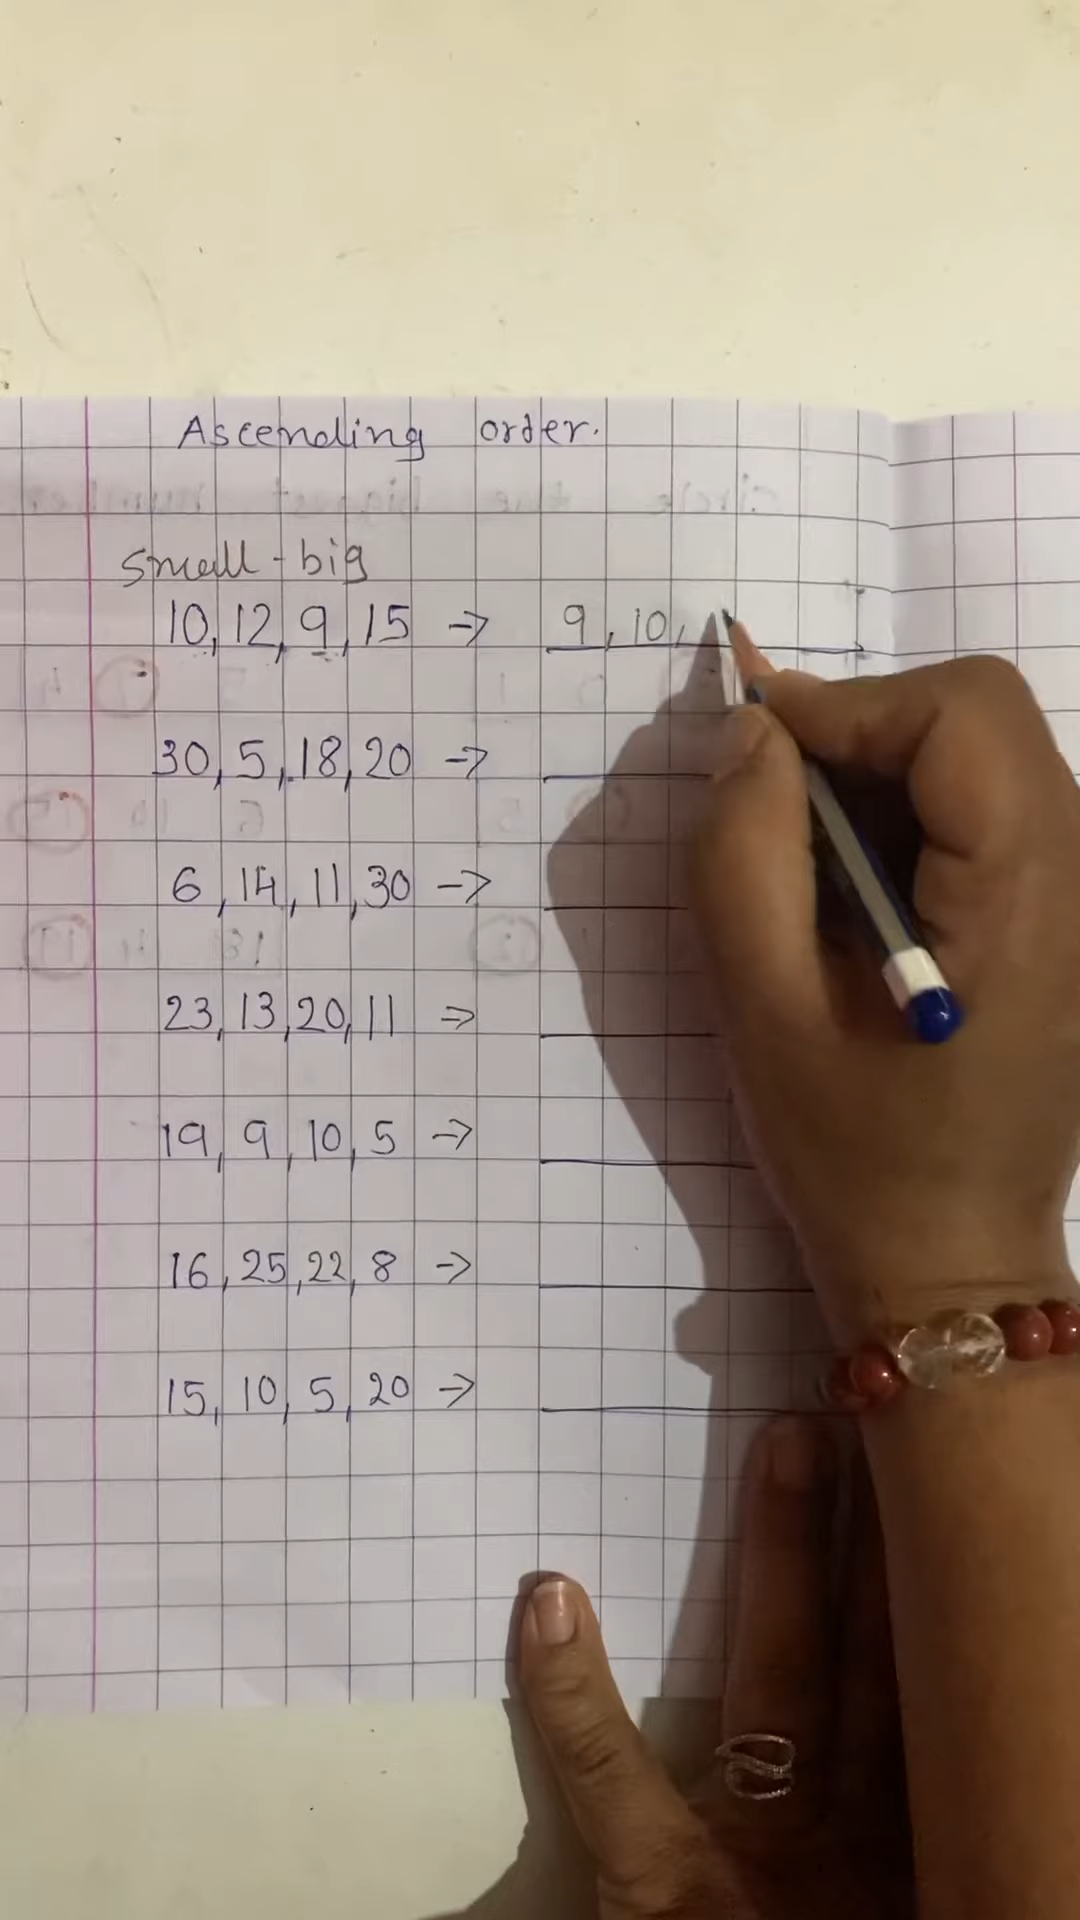 Ascending order.
Small - big
10, 12, 9, 15 → 9, 10,
30, 5, 18, 20 →
6, 14, 11, 30 →
23, 13, 20, 11 →
19, 9, 10, 5 →
16, 25, 22, 8 →
15, 10, 5, 20 →